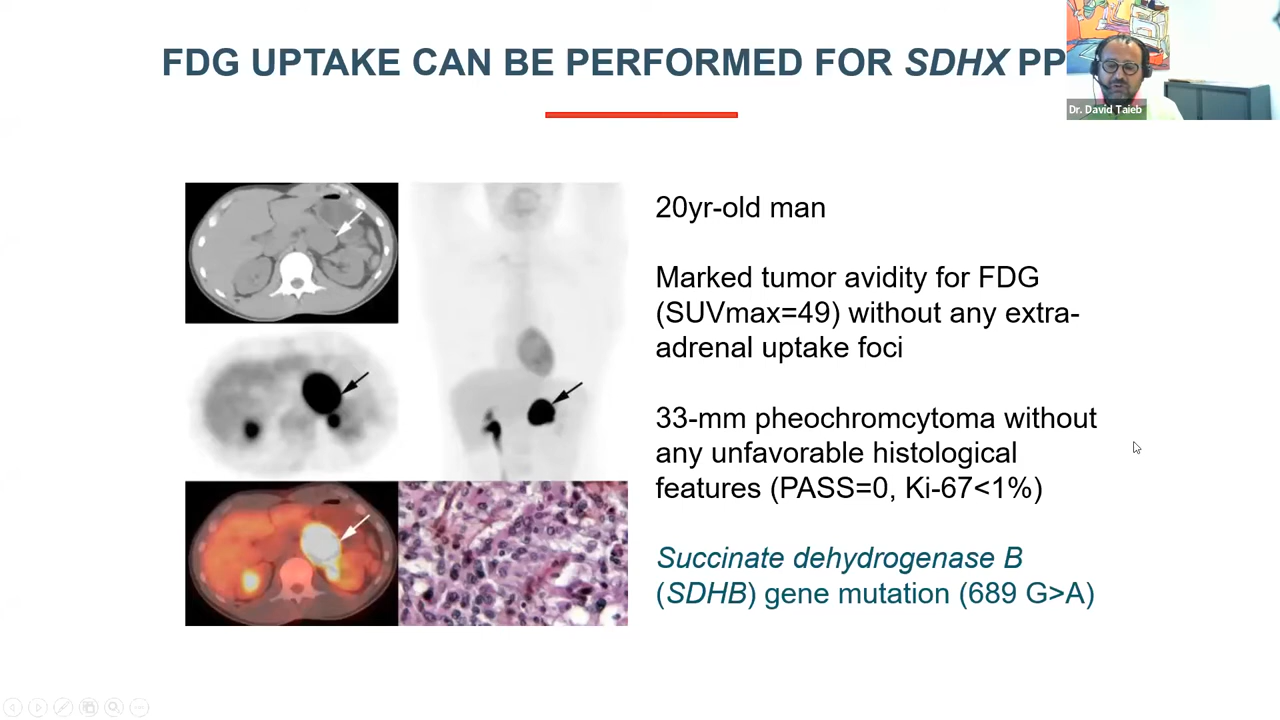 FDG UPTAKE CAN BE PERFORMED FOR SDHX PP
Dr. David Taieb
20yr-old man
Marked tumor avidity for FDG
(SUVmax=49) without any extra-
adrenal uptake foci
33-mm pheochromcytoma without
any unfavorable histological
features (PASS=0, Ki-67<1%)
Succinate dehydrogenase B
(SDHB) gene mutation (689 G>A)